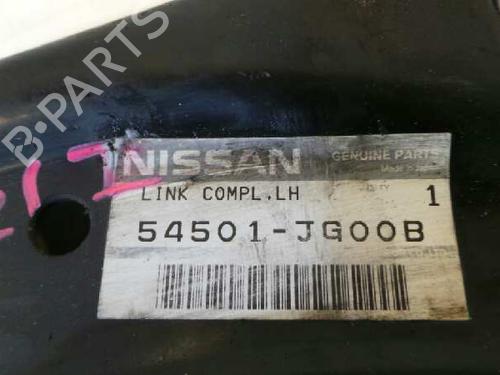 B-PARTS
NISSAN
GENUINE PARTS
LINK COMPL.LH
1
54501-JG00B